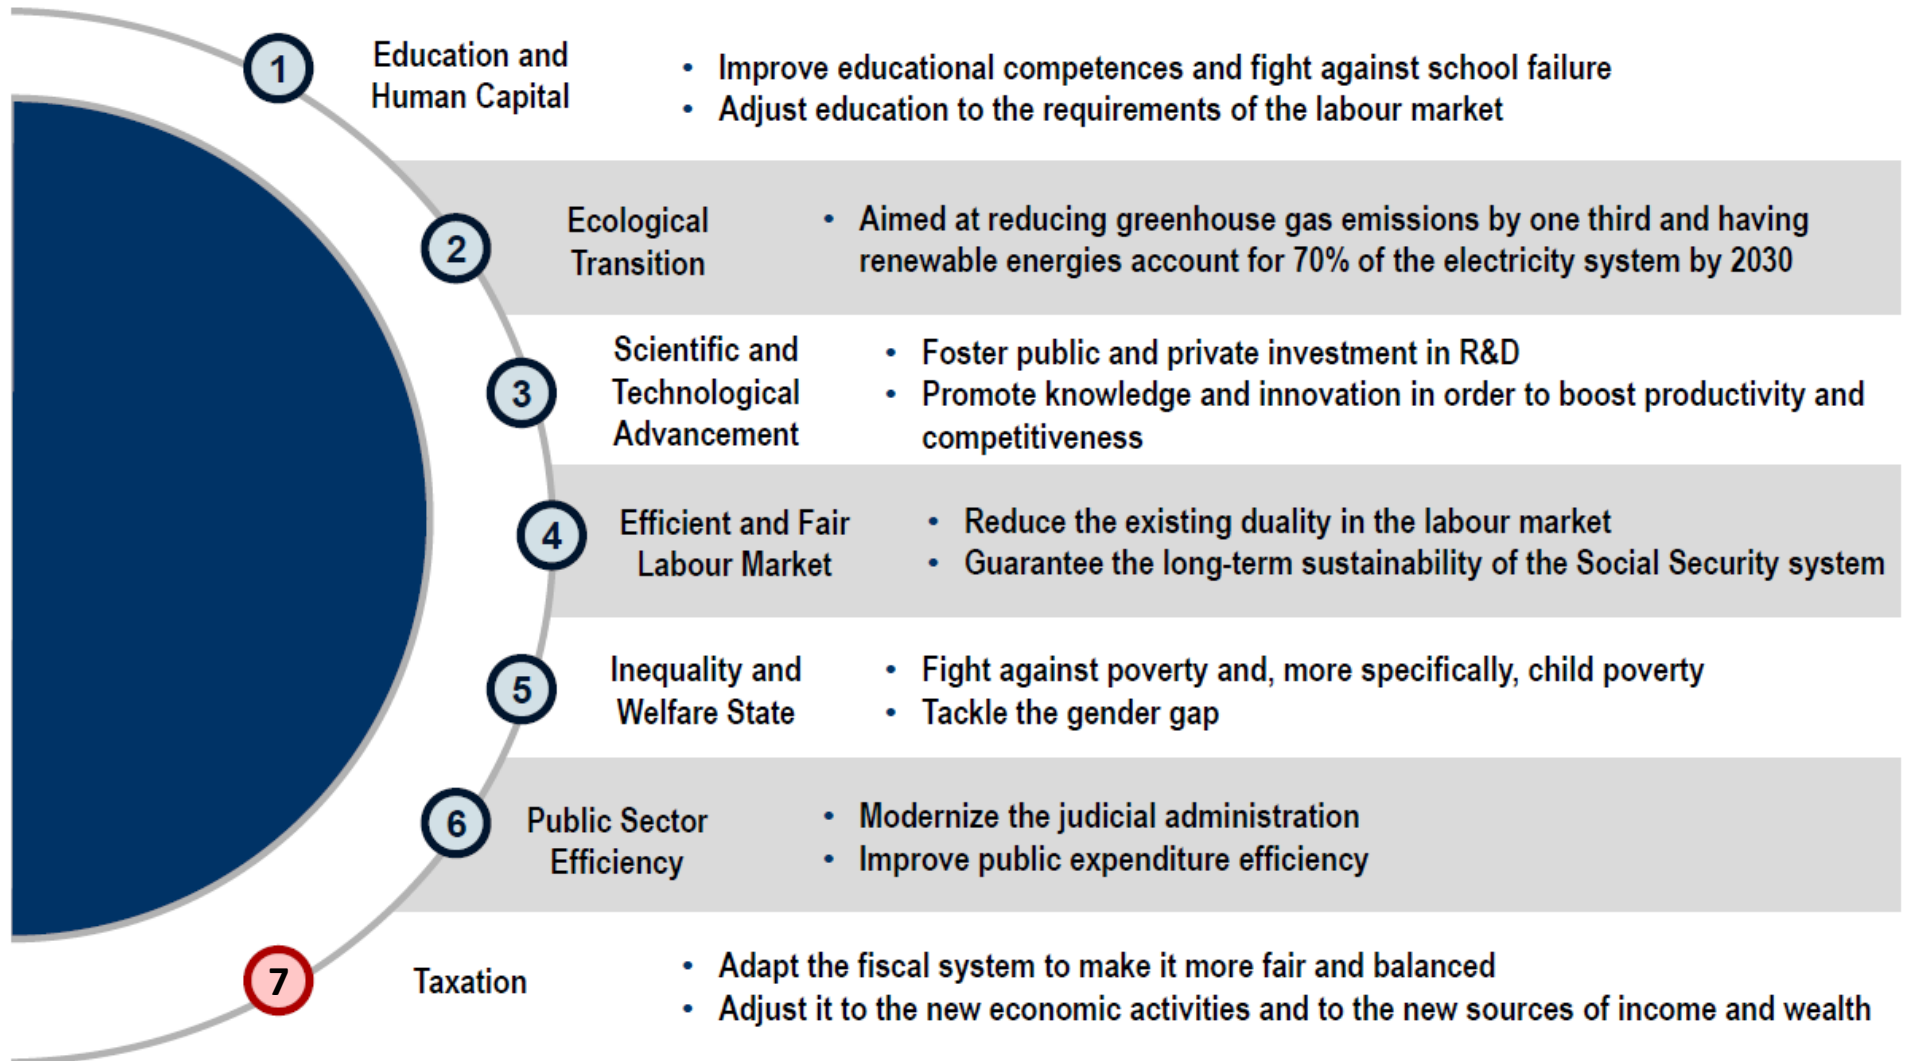 1
Education and
Human Capital
• Improve educational competences and fight against school failure
• Adjust education to the requirements of the labour market
2
Ecological
Transition
• Aimed at reducing greenhouse gas emissions by one third and having
renewable energies account for 70% of the electricity system by 2030
3
Scientific and
Technological
Advancement
• Foster public and private investment in R&D
• Promote knowledge and innovation in order to boost productivity and
competitiveness
4
Efficient and Fair
Labour Market
• Reduce the existing duality in the labour market
• Guarantee the long-term sustainability of the Social Security system
5
Inequality and
Welfare State
• Fight against poverty and, more specifically, child poverty
• Tackle the gender gap
6
Public Sector
Efficiency
• Modernize the judicial administration
• Improve public expenditure efficiency
7
Taxation
• Adapt the fiscal system to make it more fair and balanced
• Adjust it to the new economic activities and to the new sources of income and wealth